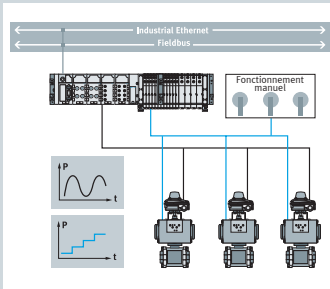 Industrial Ethernet
Fieldbus
Fonctionnement
manuel
P
t
P
t